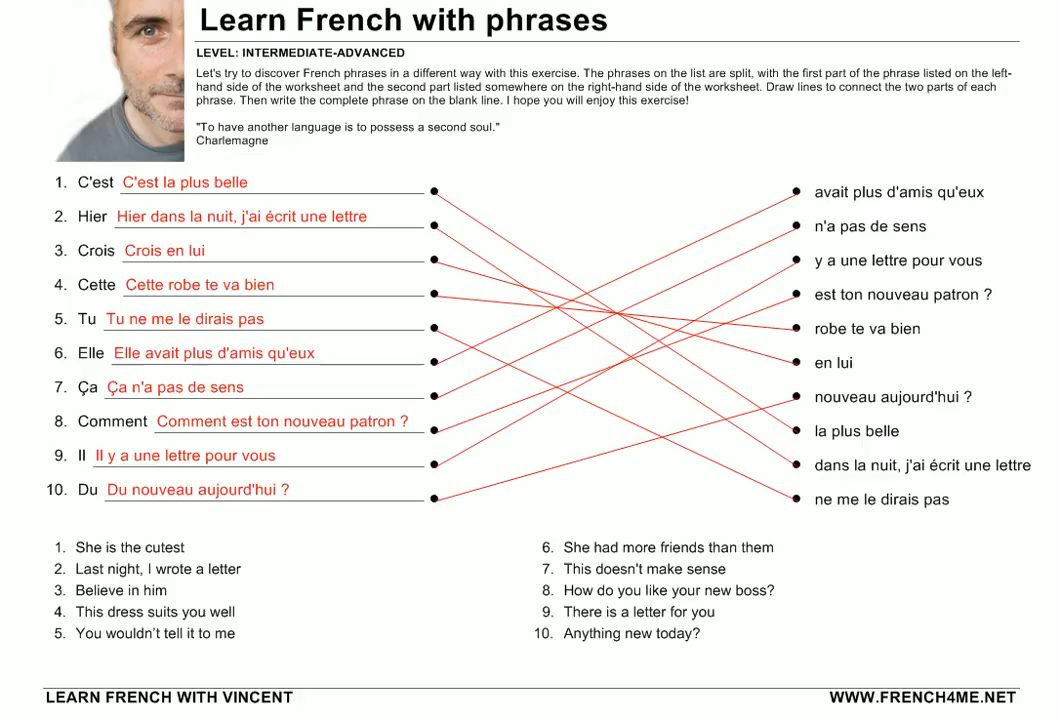 Learn French with phrases
LEVEL: INTERMEDIATE-ADVANCED
Let's try to discover French phrases in a different way with this exercise. The phrases on the list are split, with the first part of the phrase listed on the left-
hand side of the worksheet and the second part listed somewhere on the right-hand side of the worksheet. Draw lines to connect the two parts of each
phrase. Then write the complete phrase on the blank line. I hope you will enjoy this exercise!
"To have another language is to possess a second soul."
Charlemagne
1. C'est C'est la plus belle
avait plus d'amis qu'eux
2. Hier Hier dans la nuit, j'ai écrit une lettre
n'a pas de sens
3. Crois Crois en lui
y a une lettre pour vous
4. Cette Cette robe te va bien
est ton nouveau patron ?
5. Tu Tu ne me le dirais pas
robe te va bien
6. Elle Elle avait plus d'amis qu'eux
en lui
7. Ça Ça n'a pas de sens
nouveau aujourd'hui ?
8. Comment Comment est ton nouveau patron ?
la plus belle
9. Il Il y a une lettre pour vous
dans la nuit, j'ai écrit une lettre
10. Du Du nouveau aujourd'hui ?
ne me le dirais pas
1. She is the cutest
2. Last night, I wrote a letter
3. Believe in him
4. This dress suits you well
5. You wouldn't tell it to me
6. She had more friends than them
7. This doesn't make sense
8. How do you like your new boss?
9. There is a letter for you
10. Anything new today?
LEARN FRENCH WITH VINCENT
WWW.FRENCH4ME.NET